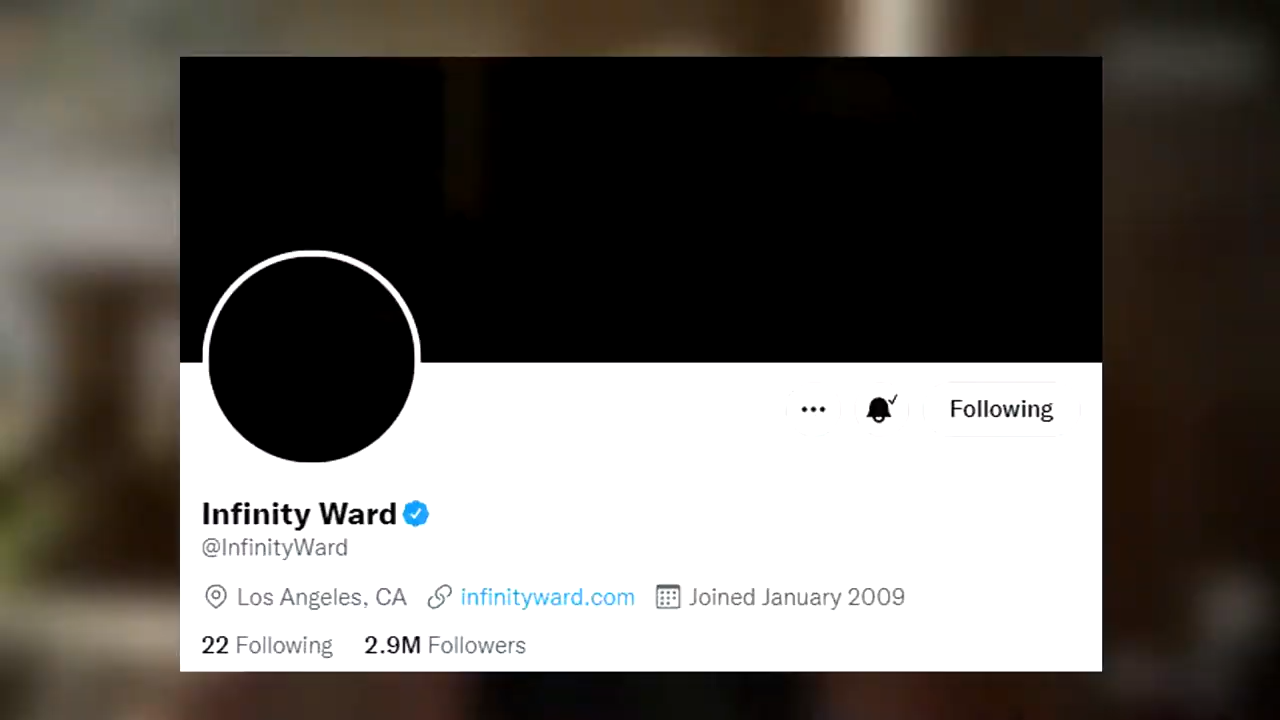 Following
Infinity Ward
@InfinityWard
Los Angeles, CA infinityward.com Joined January 2009
22 Following 2.9M Followers